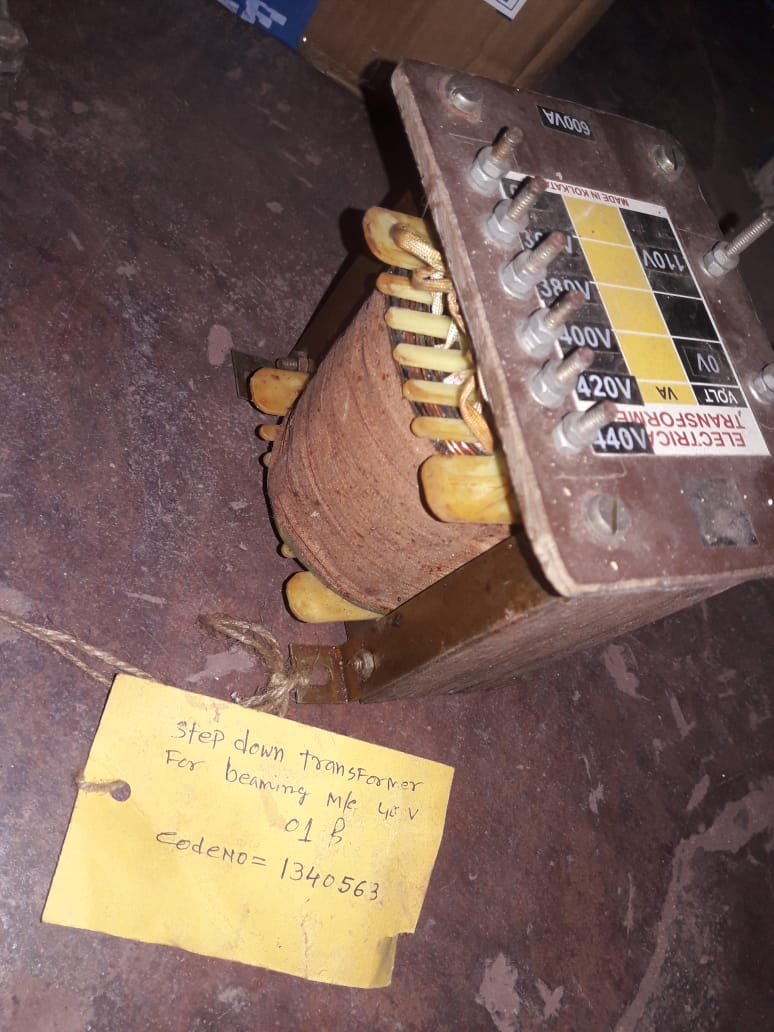 600VA
MADE IN KOLKATA
110V
380V
400V
0V
420V
VA
VOLT
440V
ELECTRICA
TRANSFORME
step down transformer
For beaming M/c 40 V
01
codeNO = 1340563